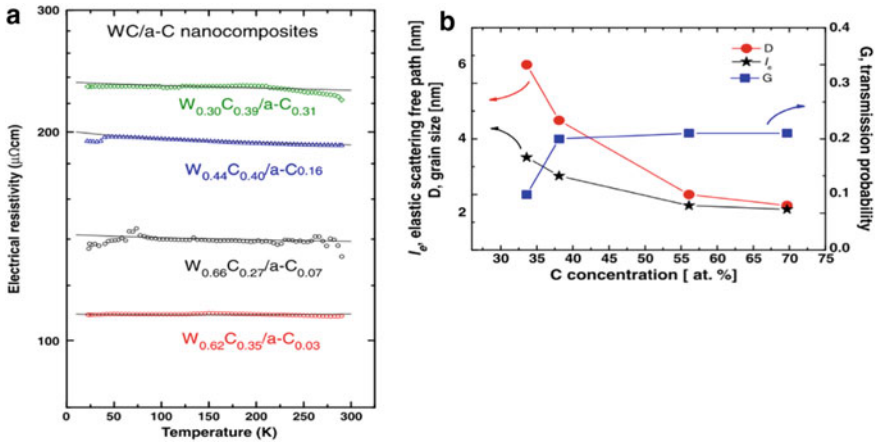 a
WC/a-C nanocomposites
300
200
100
Electrical resistivity (μΩcm)
W0.30C0.39/a-C0.31
W0.44C0.40/a-C0.16
W0.66C0.27/a-C0.07
W0.62C0.35/a-C0.03
0 50 100 150 200 250 300
Temperature (K)
b
le, elastic scattering free path [nm]
D, grain size [nm]
6
4
2
D
le
G
0.4
0.3
0.2
0.1
0.0
G, transmission probability
30 35 40 45 50 55 60 65 70 75
C concentration [ at. %]